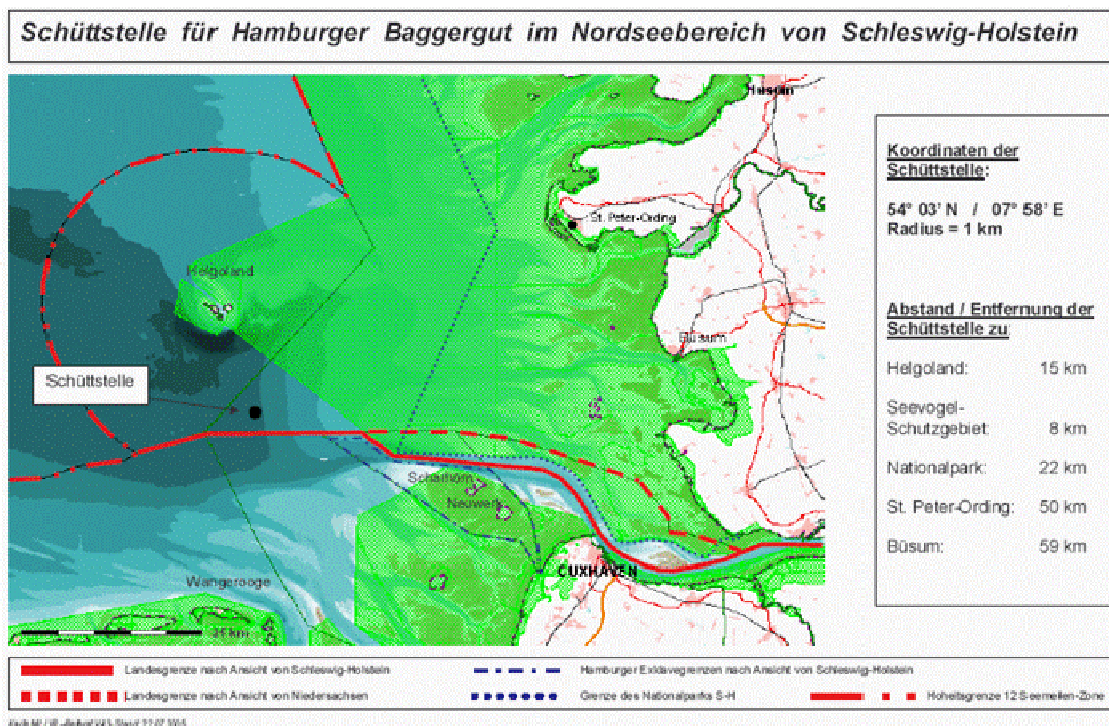 Schüttstelle für Hamburger Baggergut im Nordseebereich von Schleswig-Holstein
Husum
Koordinaten der
Schüttstelle:
54° 03' N / 07° 58' E
Radius = 1 km
St. Peter-Ording
Helgoland
Abstand / Entfernung der
Schüttstelle zu:
Büsum
Helgoland: 15 km
Schüttstelle
Seevogel-
Schutzgebiet: 8 km
Nationalpark: 22 km
Scharhörn
Neuwerk
St. Peter-Ording: 50 km
Büsum: 59 km
CUXHAVEN
Wangerooge
Landesgrenze nach Ansicht von Schleswig-Holstein
Hamburger Exklavegrenzen nach Ansicht von Schleswig-Holstein
Landesgrenze nach Ansicht von Niedersachsen
Grenze des Nationalparks S-H
Hoheitsgrenze 12 Seemeilen-Zone